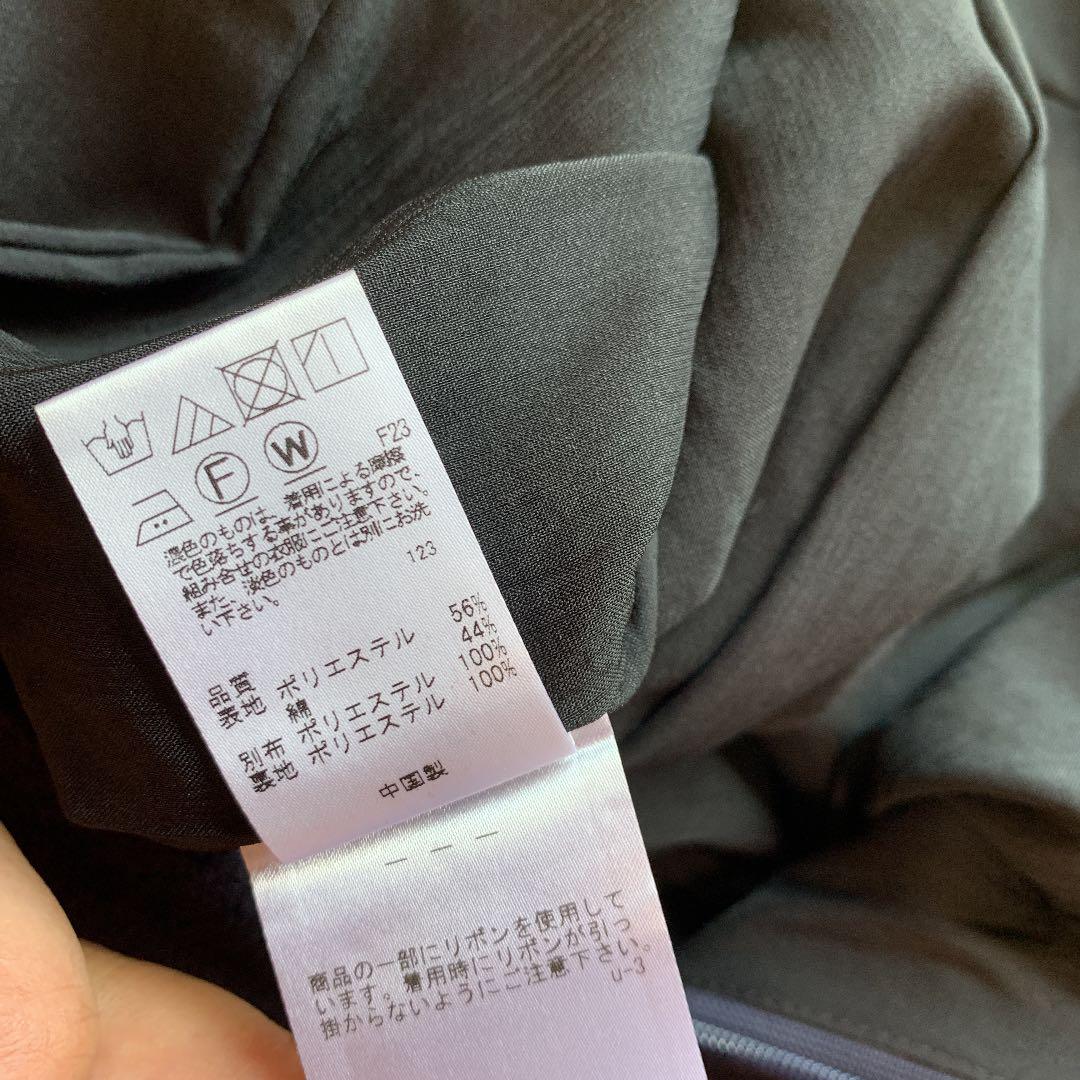 F W
F23
濃色のものは、着用による摩擦
で色落ちする事がありますので、
組み合せの衣服にご注意下さい。
また、淡色のものとは別にお洗
い下さい。
123
品質
表地 ポリエステル 56%
綿 44%
別布 ポリエステル 100%
裏地 ポリエステル 100%
中国製
商品の一部にリボンを使用して
います。着用時にリボンが引っ
掛からないようにご注意下さい。
U-3